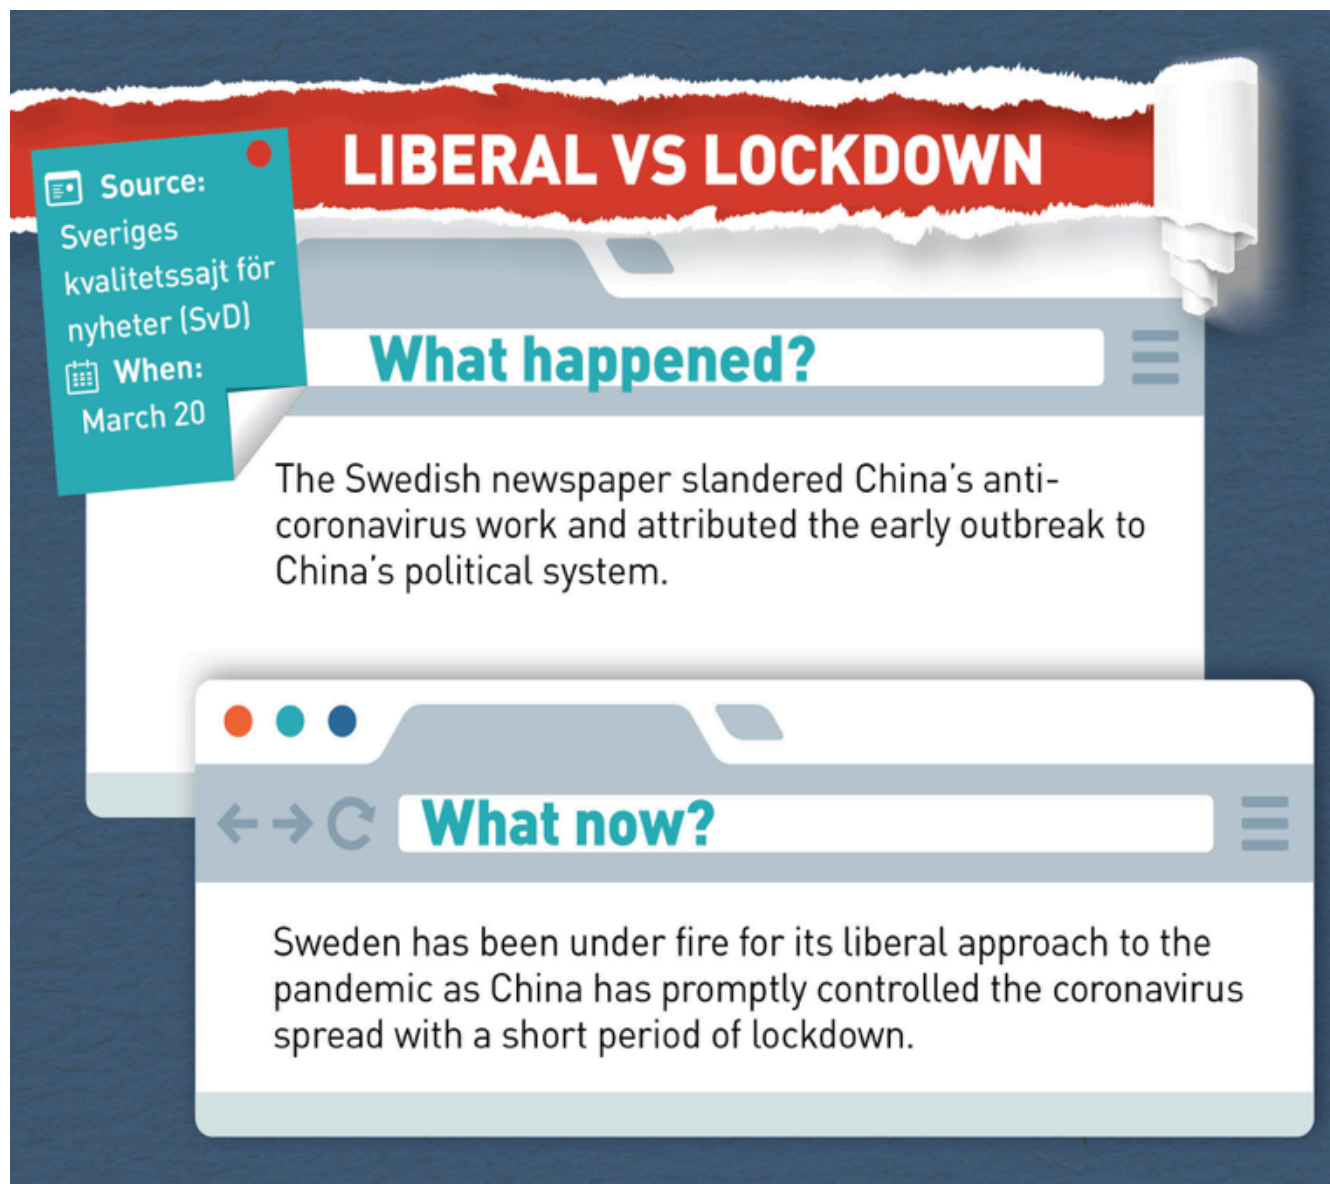 LIBERAL VS LOCKDOWN
Source:
Sveriges
kvalitetssajt för
nyheter (SvD)
When:
March 20
What happened?
The Swedish newspaper slandered China's anti-
coronavirus work and attributed the early outbreak to
China's political system.
What now?
Sweden has been under fire for its liberal approach to the
pandemic as China has promptly controlled the coronavirus
spread with a short period of lockdown.